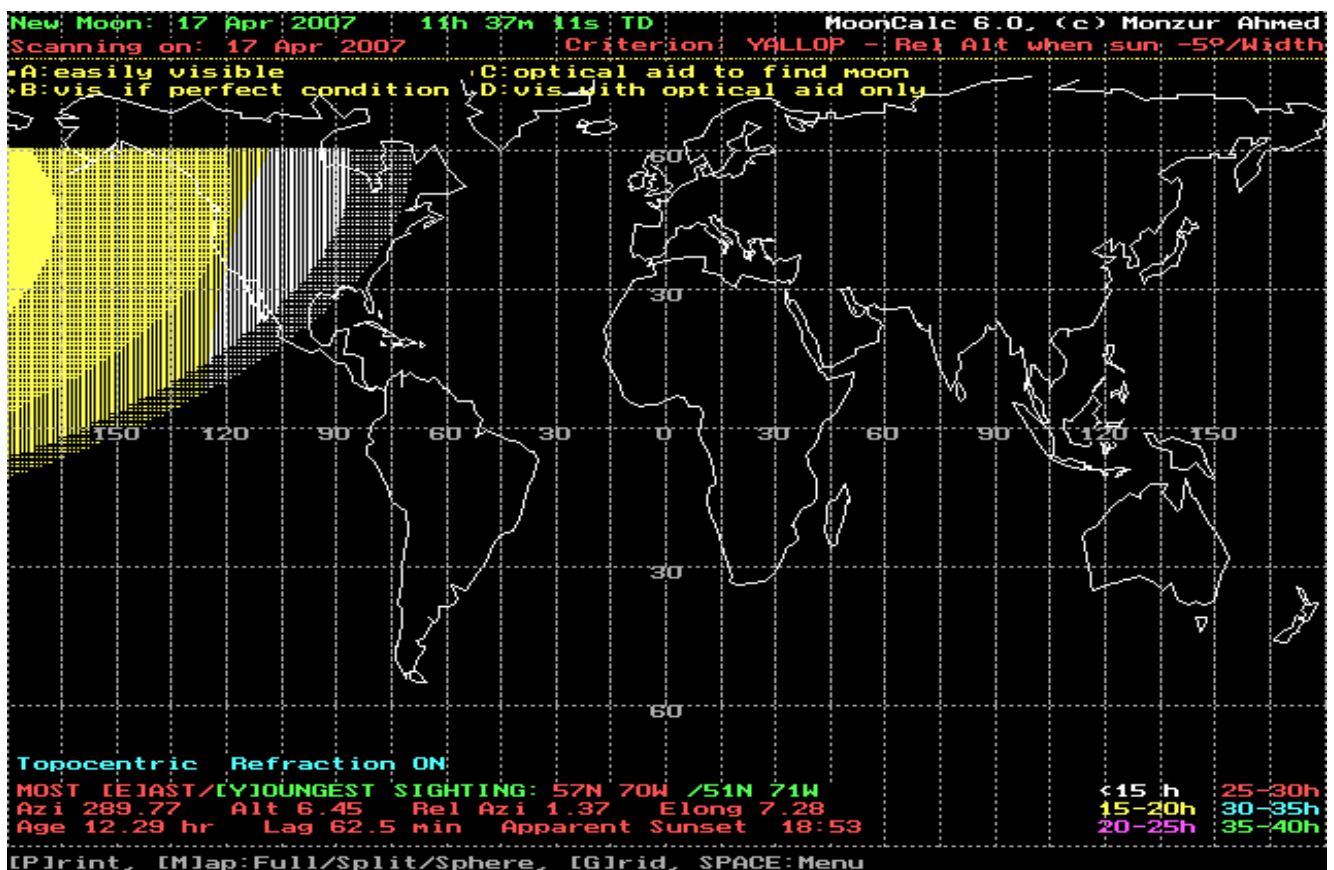 New Moon: 17 Apr 2007 11h 37m 11s TD MoonCalc 6.0, (c) Monzur Ahmed
Scanning on: 17 Apr 2007 Criterion: YALLOP - Rel Alt when sun -5º/Width
A:easily visible C:optical aid to find moon
B:vis if perfect condition D:vis with optical aid only
60
30
150 120 90 60 30 0 30 60 90 120 150
30
60
Topocentric Refraction ON
MOST [E]AST/[Y]OUNGEST SIGHTING: 57N 70W /51N 71W <15 h 25-30h
Azi 289.77 Alt 6.45 Rel Azi 1.37 Elong 7.28 15-20h 30-35h
Age 12.29 hr Lag 62.5 min Apparent Sunset 18:53 20-25h 35-40h
[P]rint, [M]ap:Full/Split/Sphere, [G]rid, SPACE:Menu